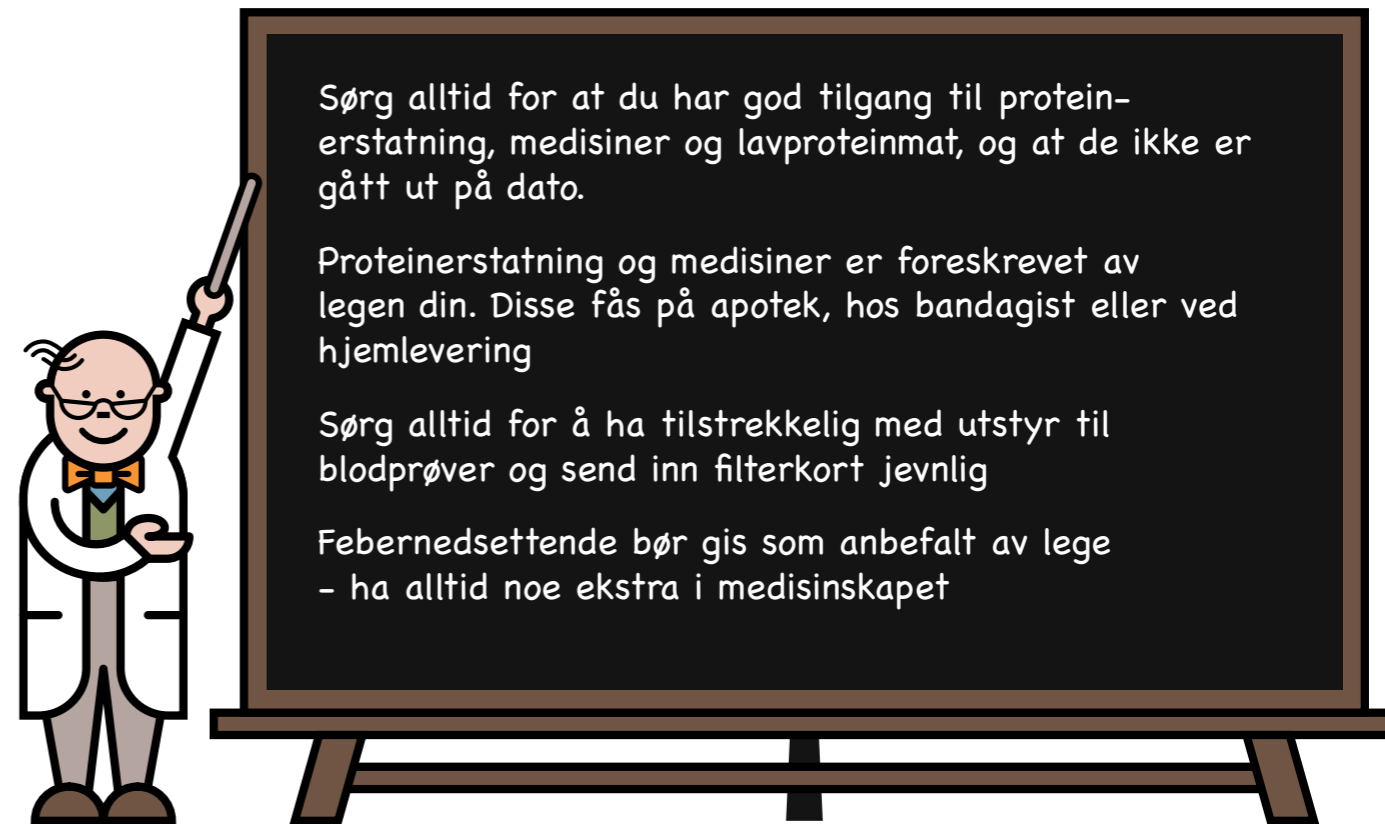 Sørg alltid for at du har god tilgang til protein-
erstatning, medisiner og lavproteinmat, og at de ikke er
gått ut på dato.
Proteinerstatning og medisiner er foreskrevet av
legen din. Disse fås på apotek, hos bandagist eller ved
hjemlevering
Sørg alltid for å ha tilstrekkelig med utstyr til
blodprøver og send inn filterkort jevnlig
Febernedsettende bør gis som anbefalt av lege
- ha alltid noe ekstra i medisinskapet